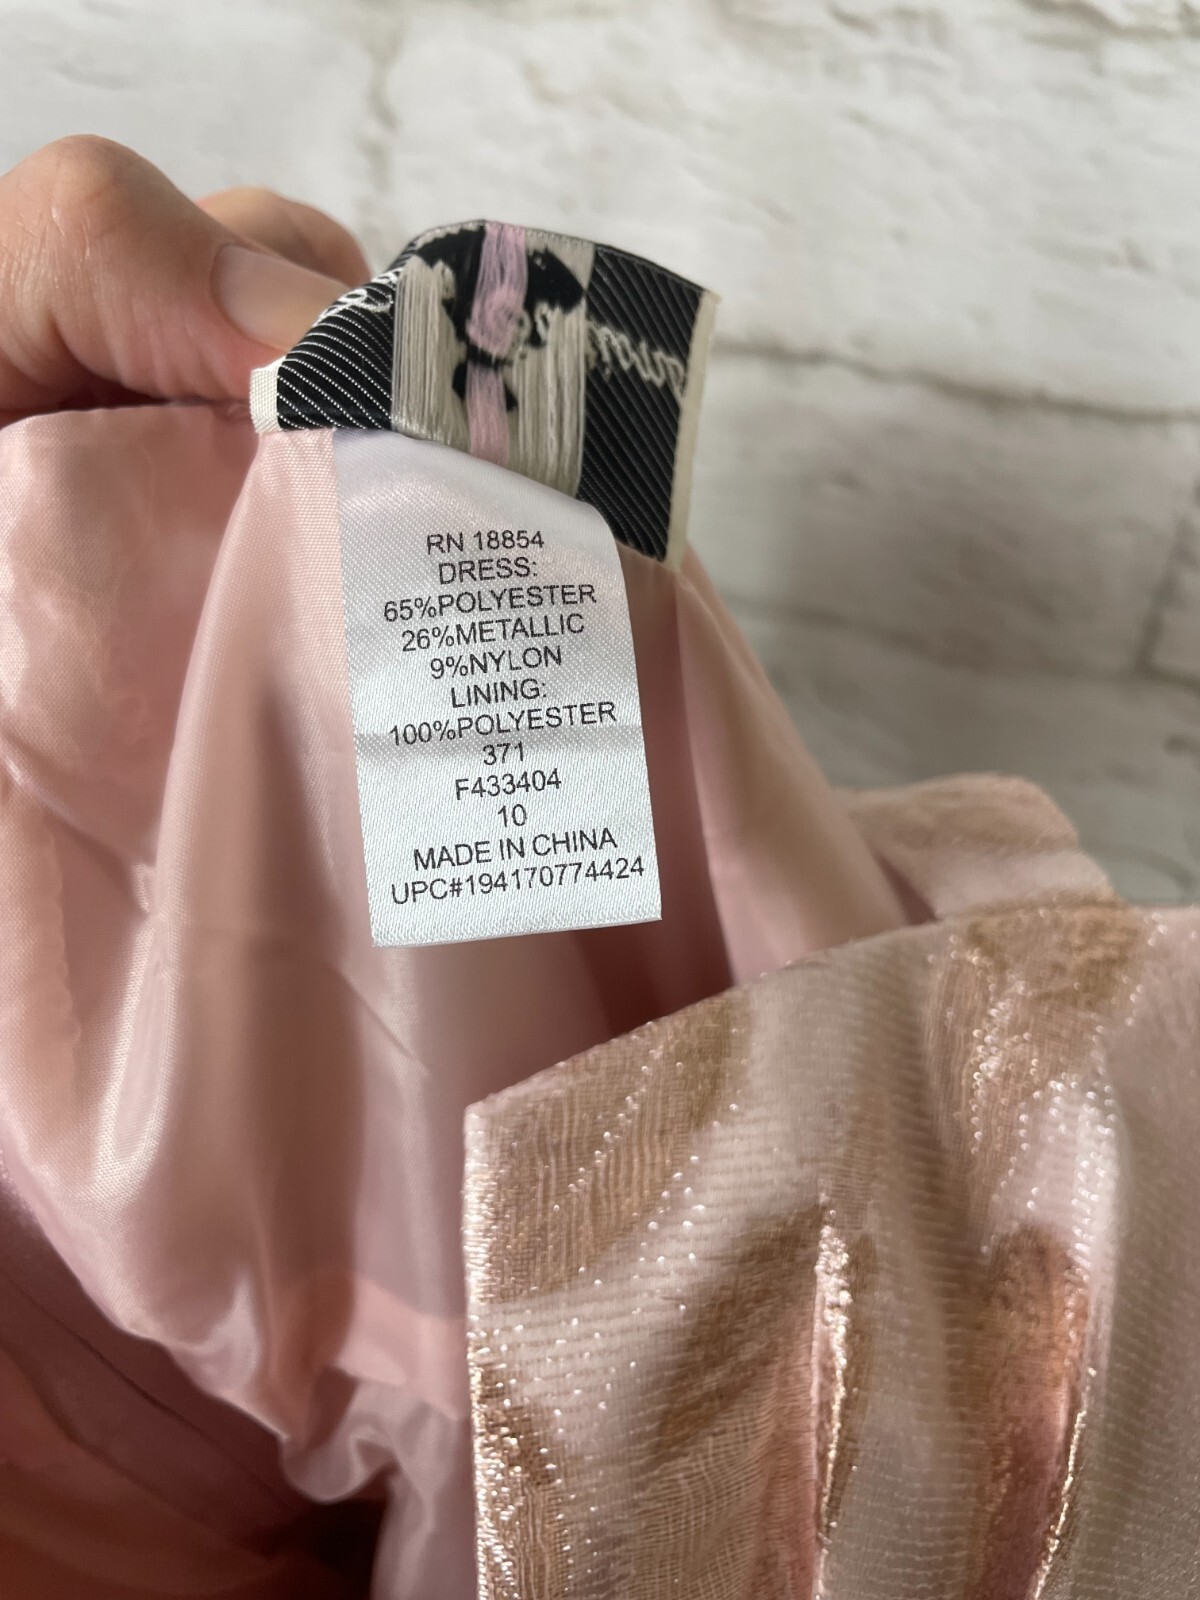 RN 18854
DRESS:
65%POLYESTER
26%METALLIC
9%NYLON
LINING:
100%POLYESTER
371
F433404
10
MADE IN CHINA
UPC#194170774424